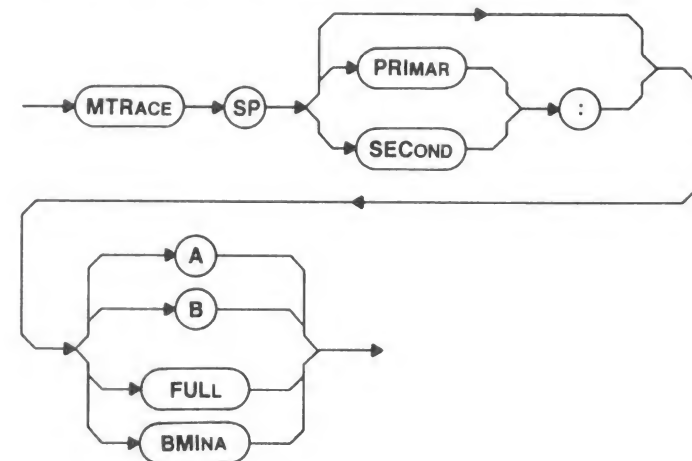 PRIMAR
MTRACE SP :
SECOND
A
B
FULL
BMINA